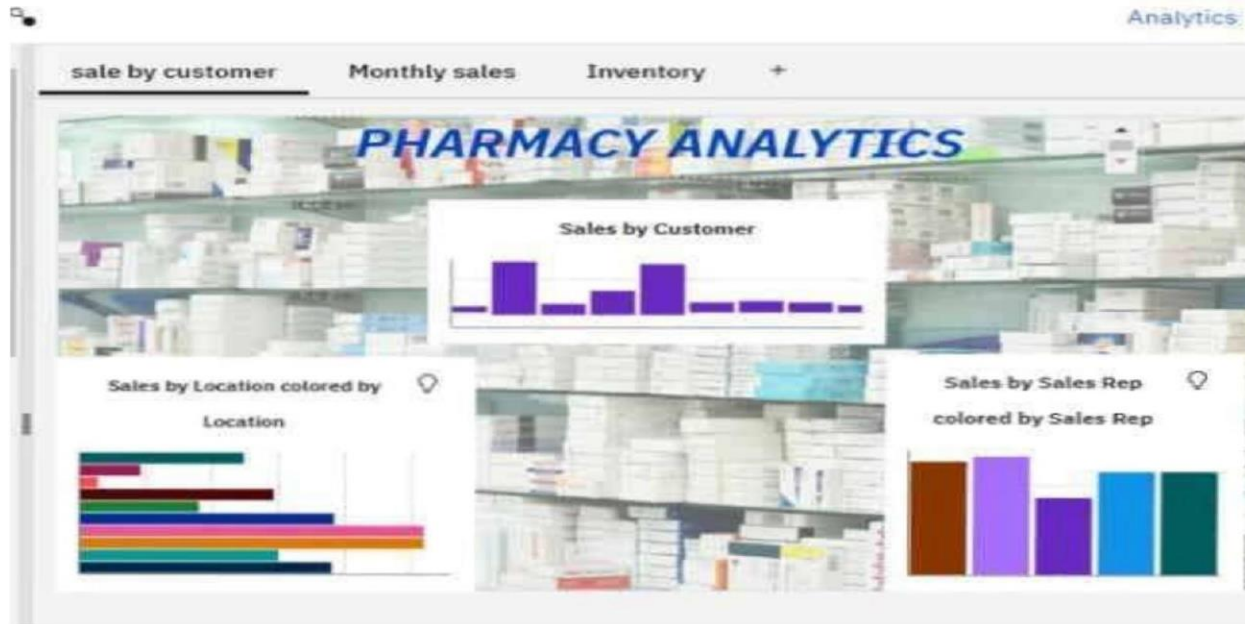 Analytics
sale by customer Monthly sales Inventory +
PHARMACY ANALYTICS
Sales by Customer
Sales by Location colored by
Location
Sales by Sales Rep
colored by Sales Rep